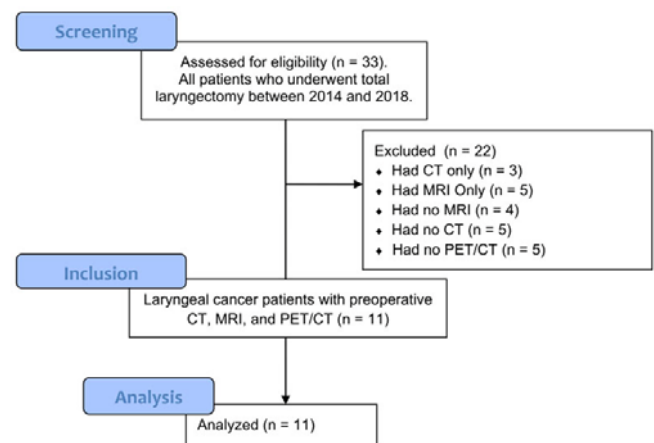 Screening
Assessed for eligibility (n = 33).
All patients who underwent total
laryngectomy between 2014 and 2018.
Excluded (n = 22)
♦ Had CT only (n = 3)
♦ Had MRI Only (n = 5)
♦ Had no MRI (n = 4)
♦ Had no CT (n = 5)
♦ Had no PET/CT (n = 5)
Inclusion
Laryngeal cancer patients with preoperative
CT, MRI, and PET/CT (n = 11)
Analysis
Analyzed (n = 11)